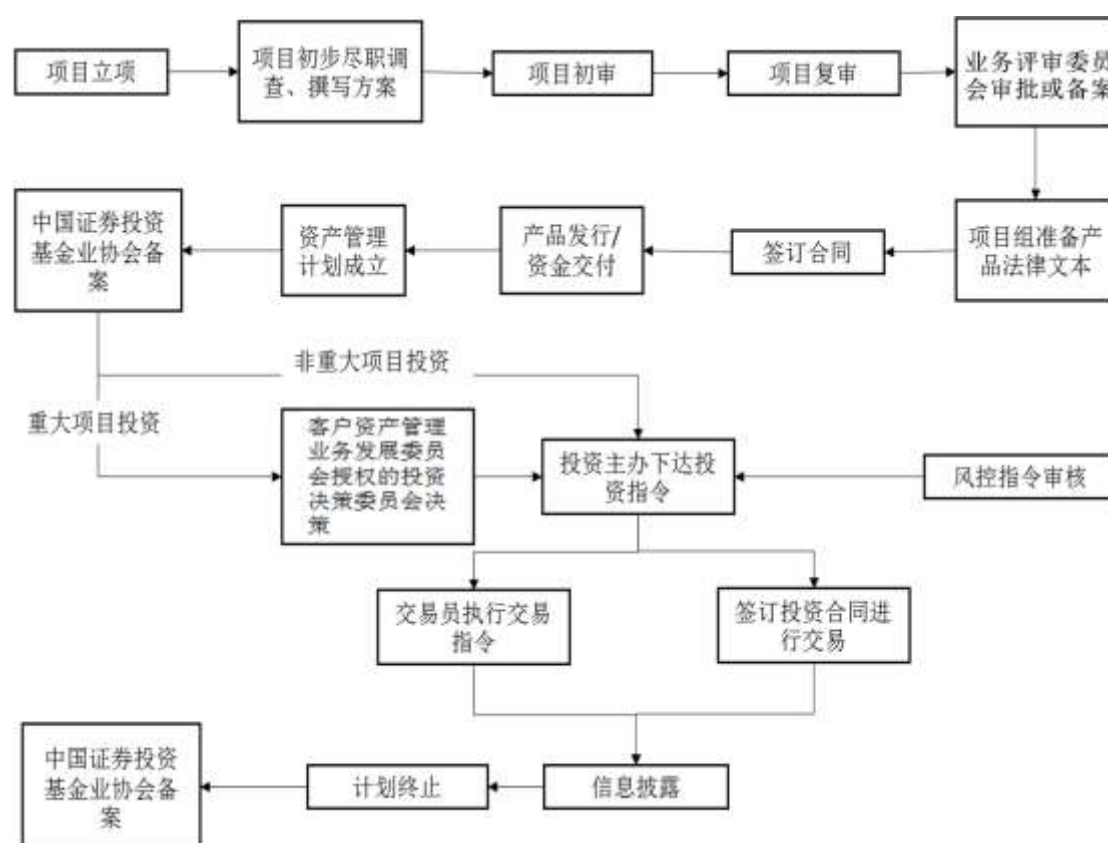 项目立项
项目初步尽职调
查、撰写方案
项目初审
项目复审
业务评审委员
会审批或备案
中国证券投资
基金业协会备
案
资产管理
计划成立
产品发行/
资金交付
签订合同
项目组准备产
品法律文本
非重大项目投资
重大项目投资
客户资产管理
业务发展委员
会授权的投资
决策委员会决
策
投资主办下达投
资指令
风控指令审核
交易员执行交易
指令
签订投资合同进
行交易
中国证券投资
基金业协会备
案
计划终止
信息披露